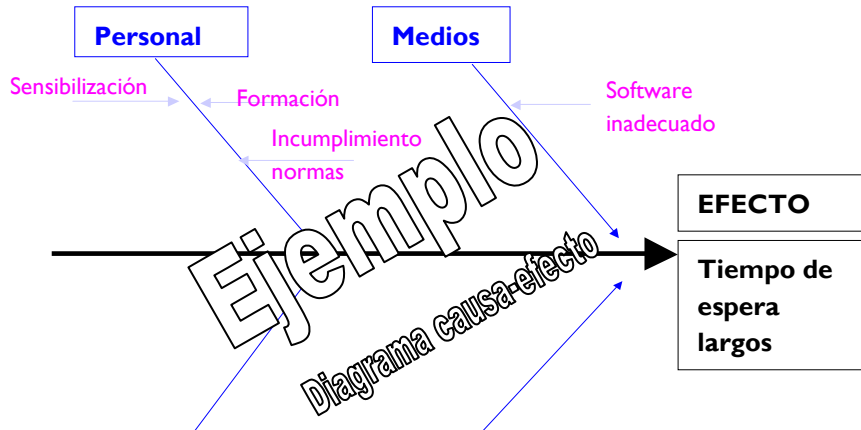 Personal
Medios
Sensibilización
Formación
Incumplimiento
normas
Software
inadecuado
Ejemplo
Diagrama causa-efecto
EFECTO
Tiempo de
espera
largos